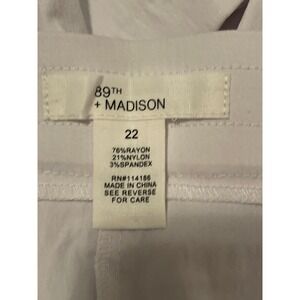 89TH
+ MADISON
22
76%RAYON
21%NYLON
3%SPANDEX
RN#114186
MADE IN CHINA
SEE REVERSE
FOR CARE